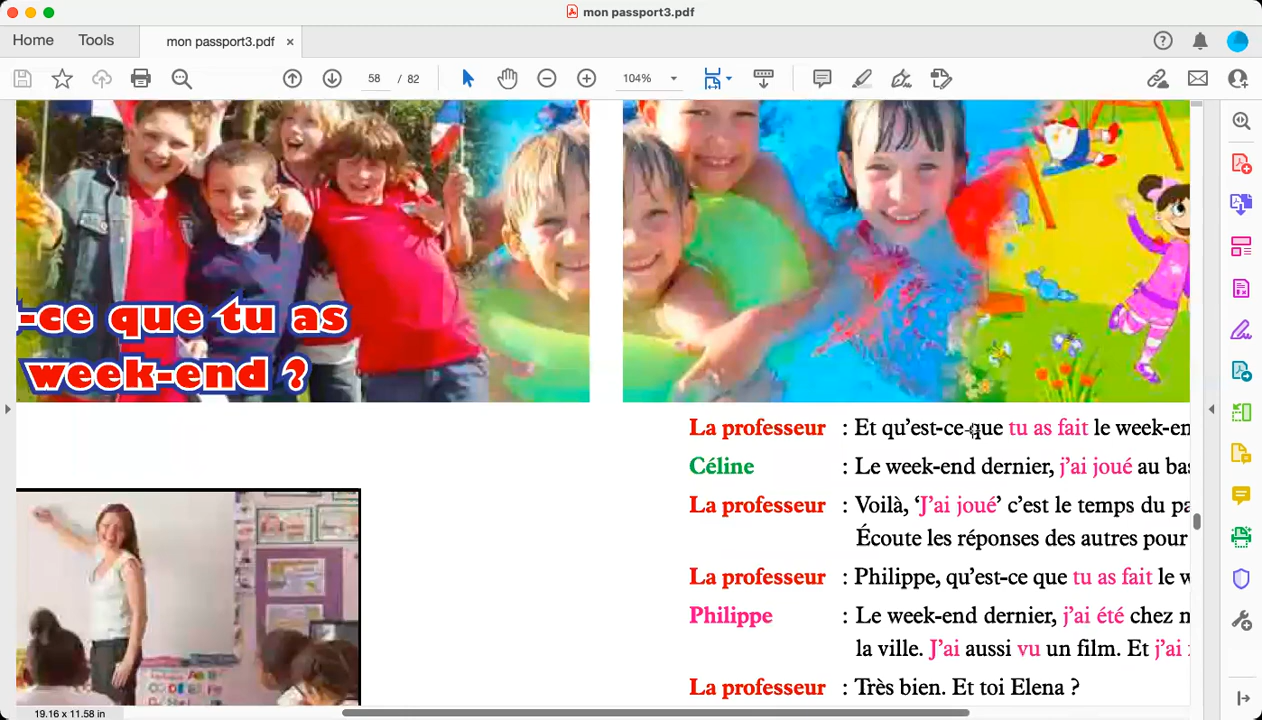 mon passport3.pdf
Home Tools mon passport3.pdf ×
58 / 82 104%
-ce que tu as
week-end ?
La professeur : Et qu'est-ce que tu as fait le week-en
Céline : Le week-end dernier, j'ai joué au bas
La professeur : Voilà, 'J'ai joué' c'est le temps du pa
Écoute les réponses des autres pour
La professeur : Philippe, qu'est-ce que tu as fait le w
Philippe : Le week-end dernier, j'ai été chez m
la ville. J'ai aussi vu un film. Et j'ai
La professeur : Très bien. Et toi Elena ?
19.16 x 11.58 in